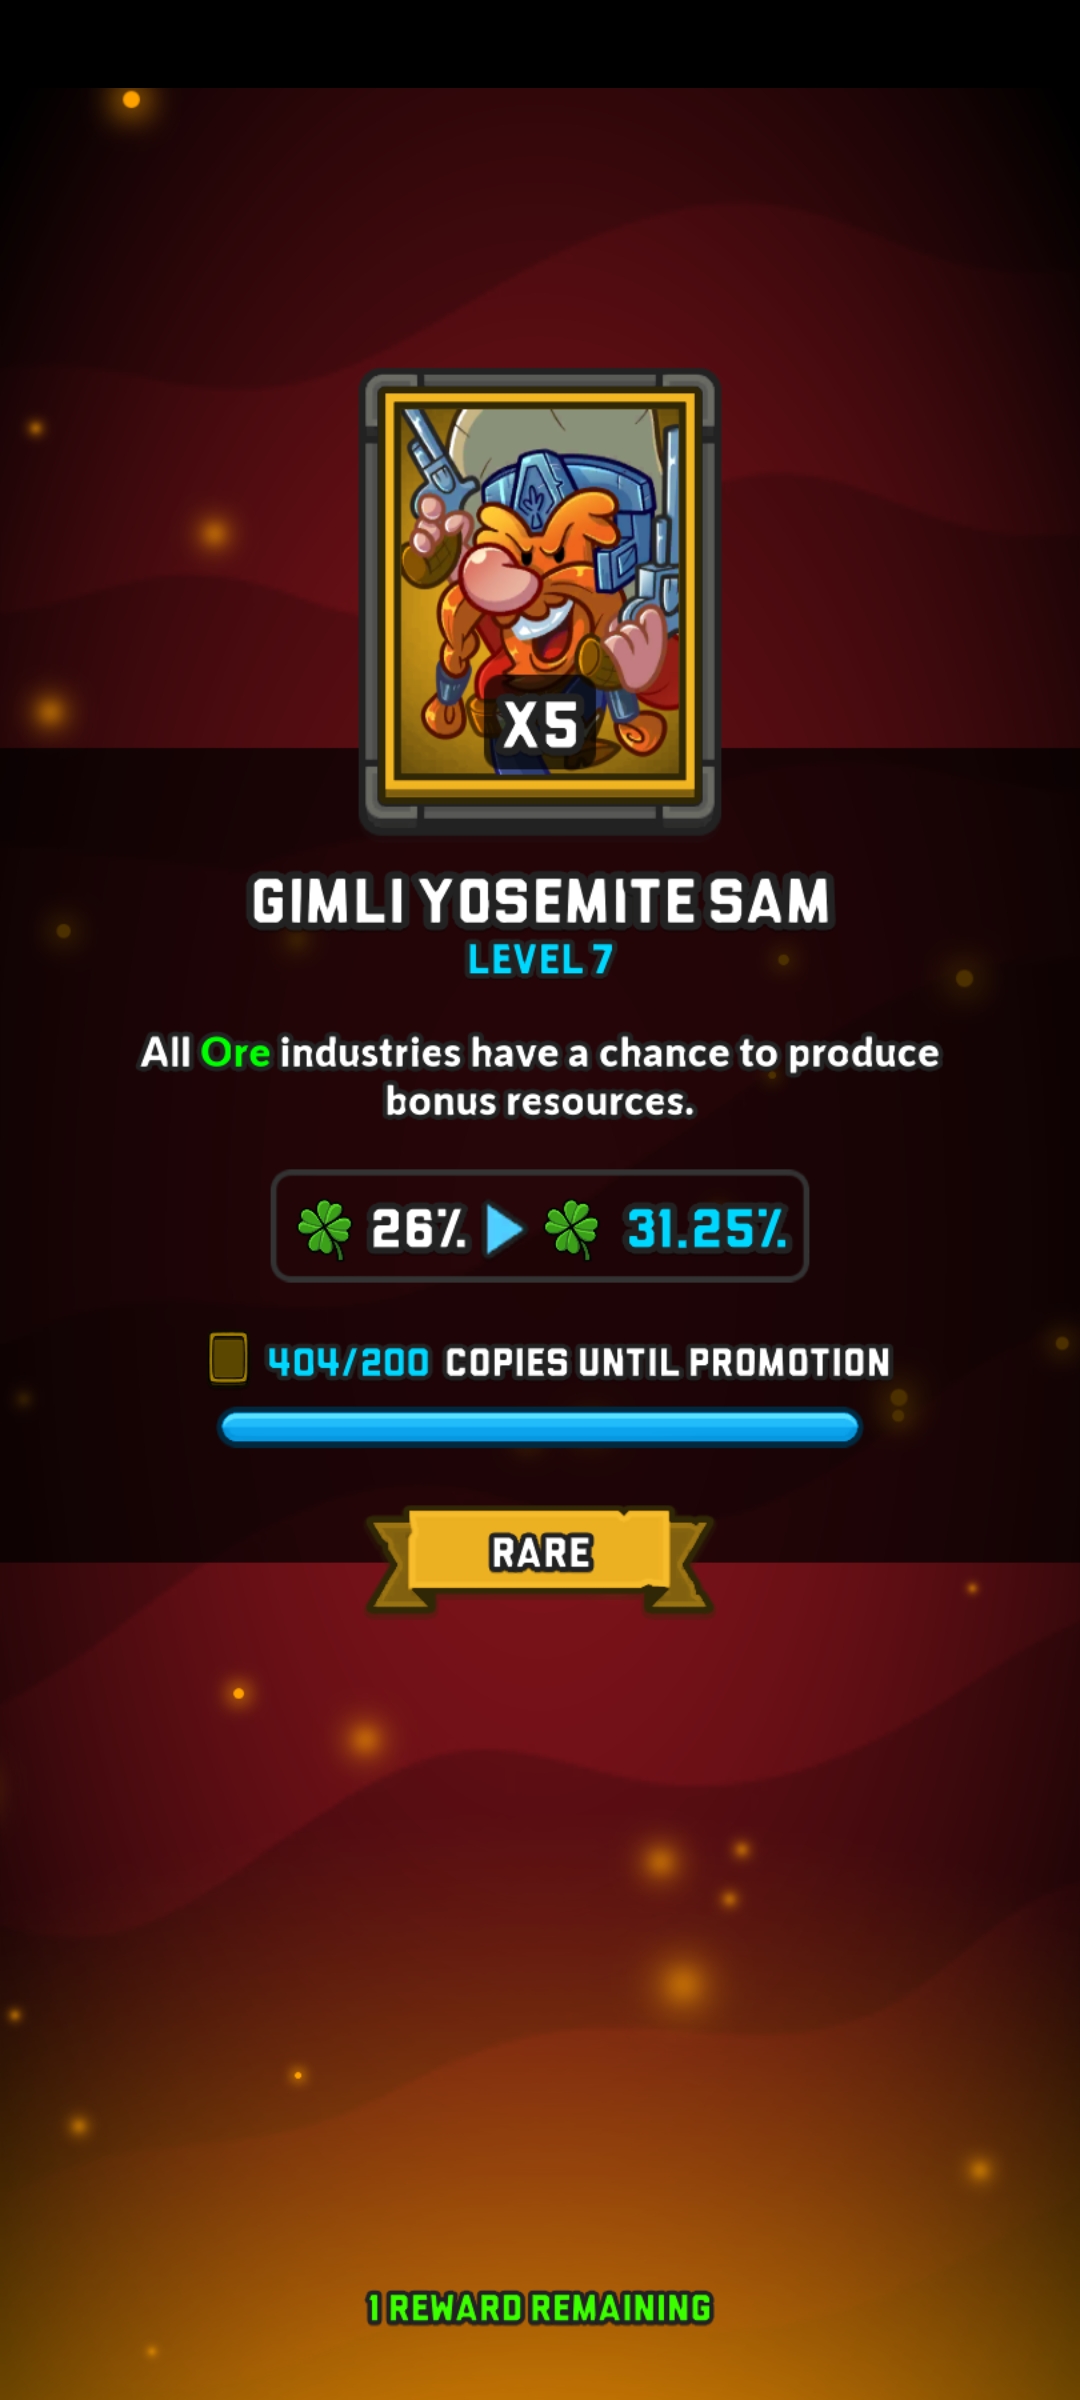 X5
GIMLI YOSEMITE SAM
LEVEL 7
All Ore industries have a chance to produce
bonus resources.
26% 31.25%
404/200 COPIES UNTIL PROMOTION
RARE
1 REWARD REMAINING